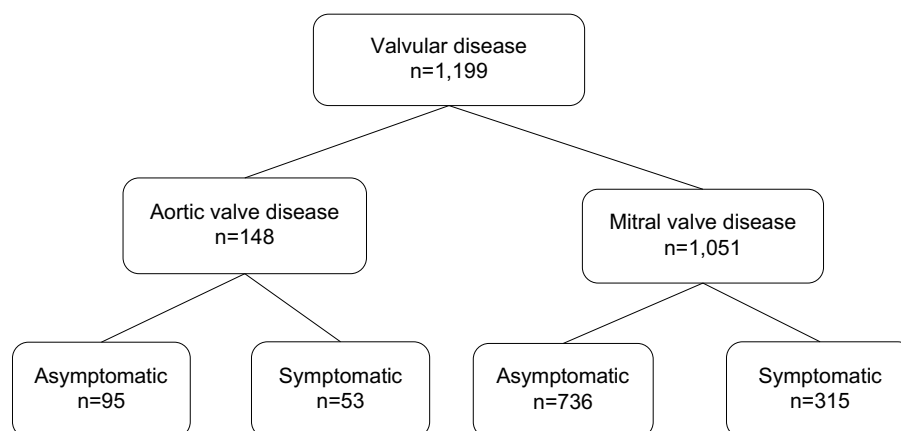 Valvular disease
n=1,199
Aortic valve disease
n=148
Mitral valve disease
n=1,051
Asymptomatic
n=95
Symptomatic
n=53
Asymptomatic
n=736
Symptomatic
n=315